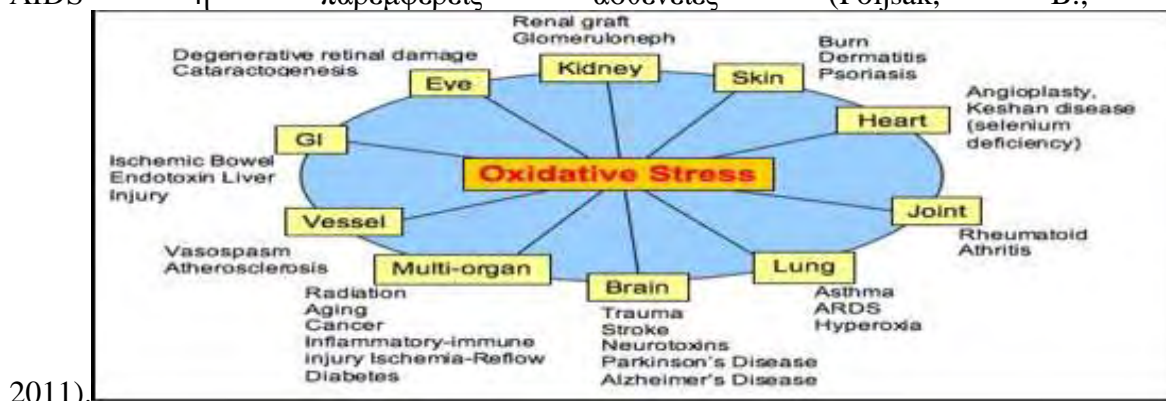 AIDS ή παρεμφερείς ασθένειες (Poljsak, B.,
Renal graft
Glomeruloneph
Kidney
Degenerative retinal damage
Cataractogenesis
Eye
Burn
Dermatitis
Psoriasis
Skin
Angioplasty,
Keshan disease
(selenium
deficiency)
Heart
GI
Ischemic Bowel
Endotoxin Liver
Injury
Oxidative Stress
Joint
Rheumatoid
Athritis
Vessel
Vasospasm
Atherosclerosis
Multi-organ
Radiation
Aging
Cancer
Inflammatory-immune
injury Ischemia-Reflow
Diabetes
Brain
Trauma
Stroke
Neurotoxins
Parkinson's Disease
Alzheimer's Disease
Lung
Asthma
ARDS
Hyperoxia
2011).